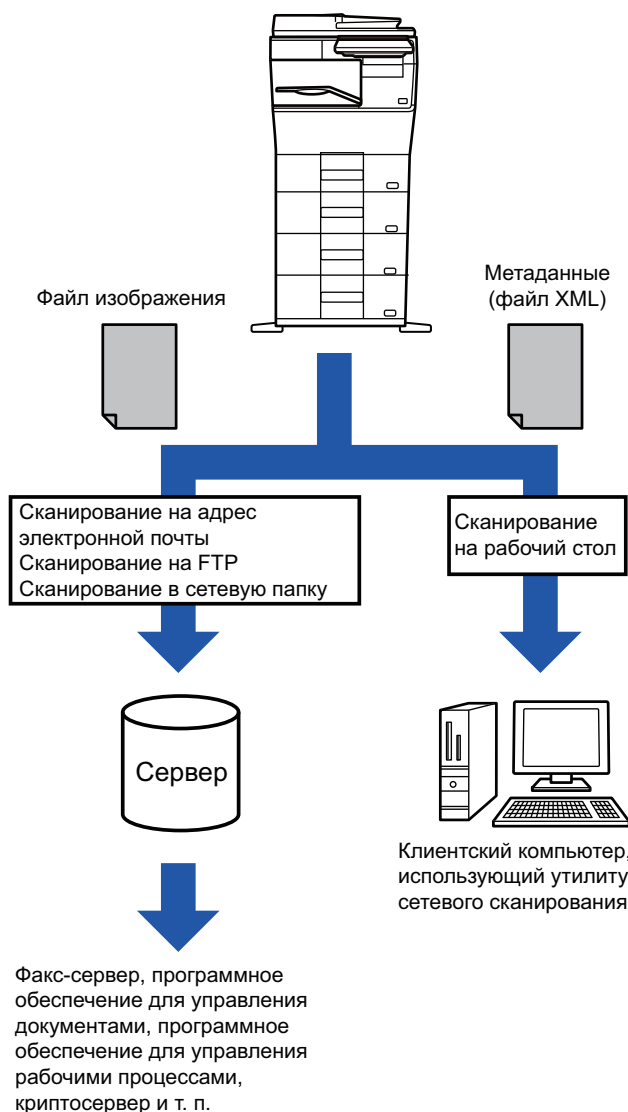 Файл изображения
Метаданные
(файл XML)
Сканирование на адрес
электронной почты
Сканирование на FTP
Сканирование в сетевую папку
Сканирование
на рабочий стол
Сервер
Клиентский компьютер,
использующий утилиту
сетевого сканирования
Факс-сервер, программное
обеспечение для управления
документами, программное
обеспечение для управления
рабочими процессами,
криптосервер и т. п.